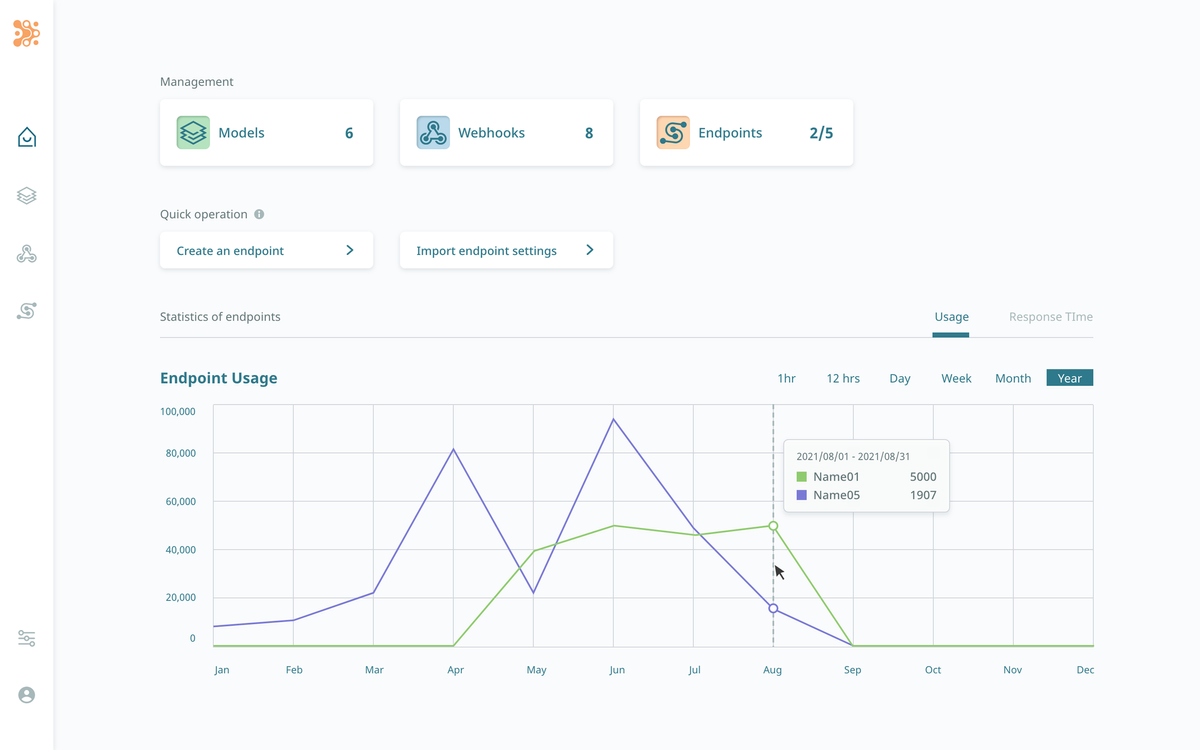 Management
Models 6
Webhooks 8
Endpoints 2/5
Quick operation
Create an endpoint
Import endpoint settings
Statistics of endpoints
Usage
Response TIme
Endpoint Usage
1hr 12 hrs Day Week Month Year
100,000
80,000
60,000
40,000
20,000
0
2021/08/01 - 2021/08/31
Name01 5000
Name05 1907
Jan Feb Mar Apr May Jun Jul Aug Sep Oct Nov Dec